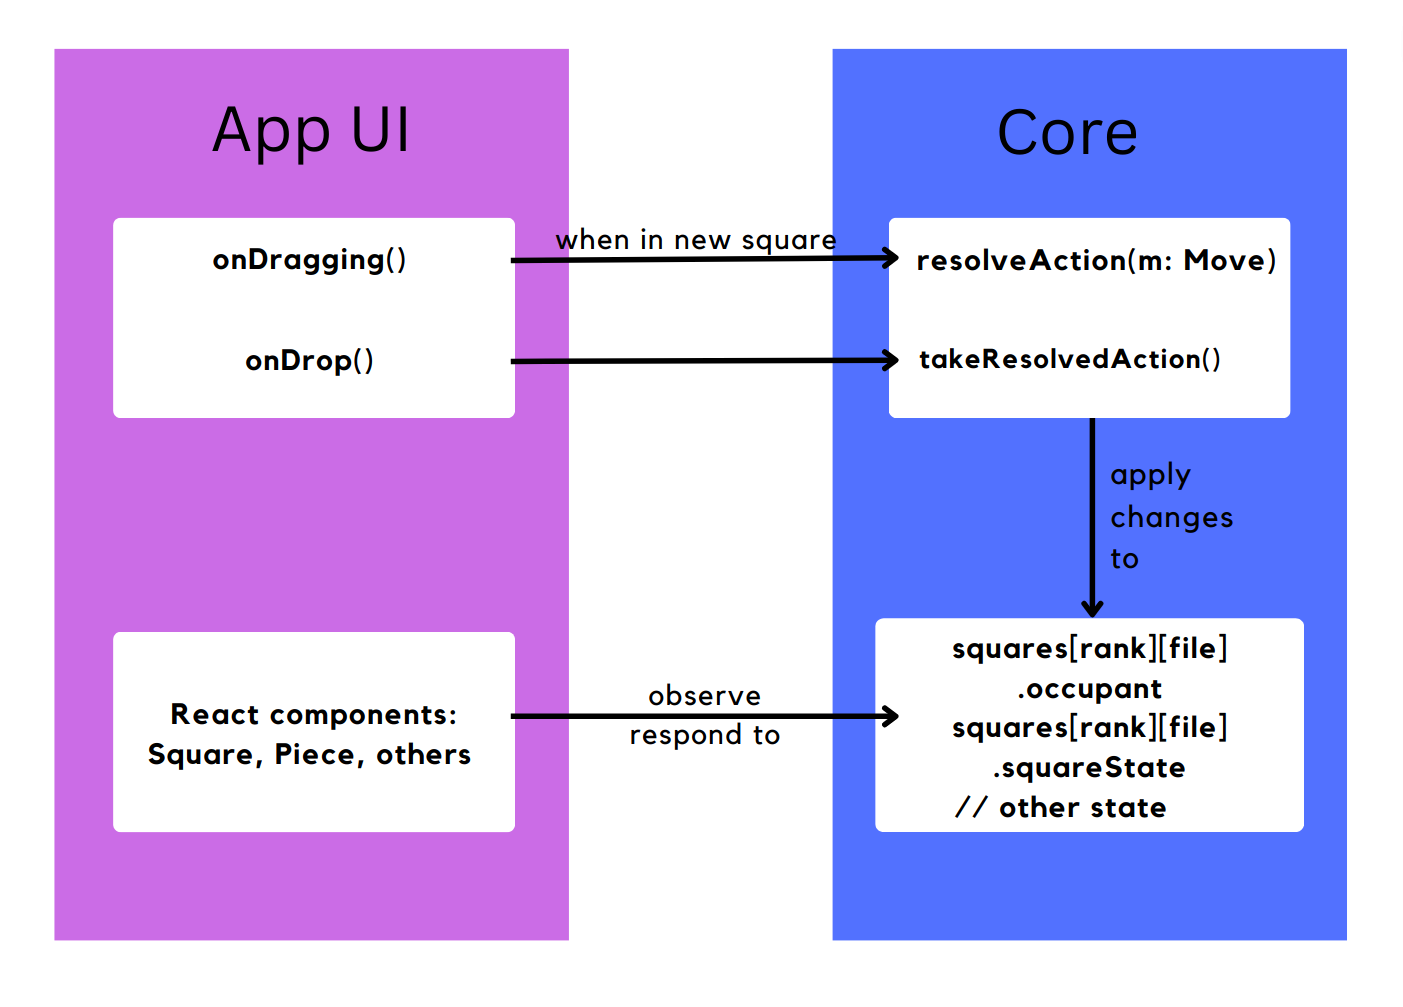 App UI
Core
onDragging()
when in new square
resolveAction(m: Move)
onDrop()
takeResolvedAction()
apply
changes
to
React components:
Square, Piece, others
observe
respond to
squares[rank][file]
.occupant
squares[rank][file]
.squareState
// other state